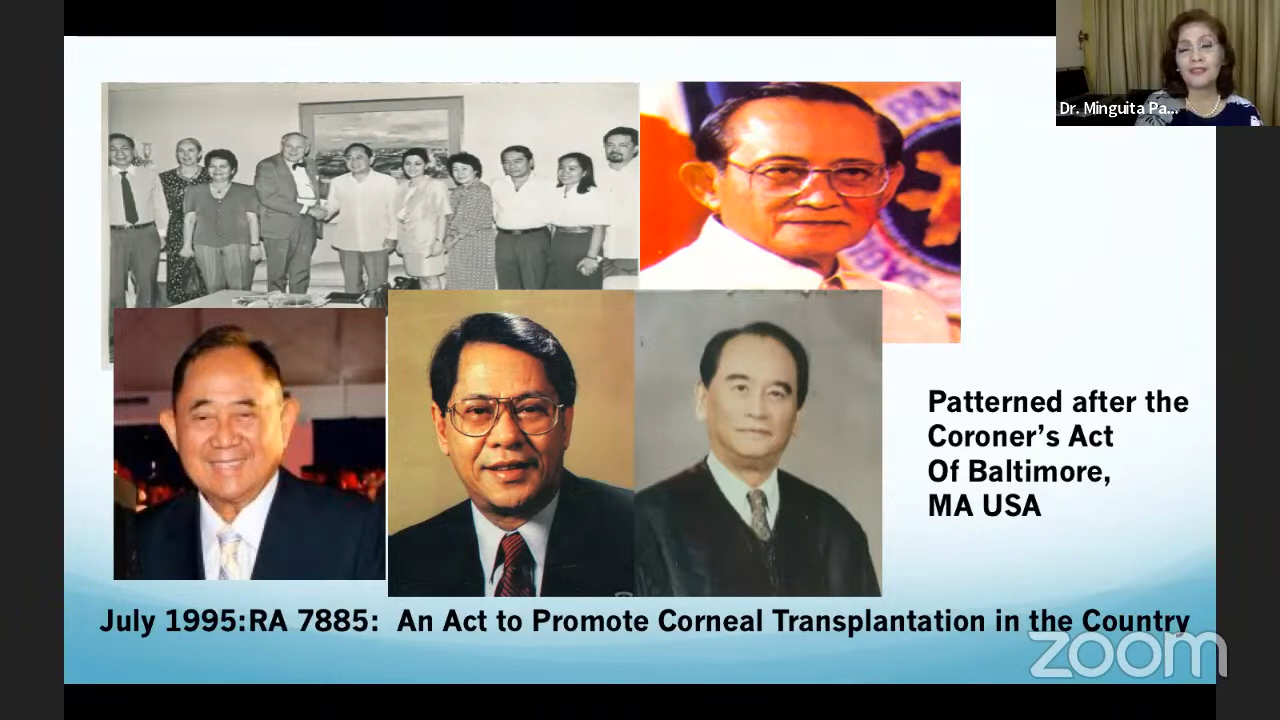 Dr. Minguita Pa...
PAN
Patterned after the
Coroner's Act
Of Baltimore,
MA USA
July 1995:RA 7885: An Act to Promote Corneal Transplantation in the Country
zoom